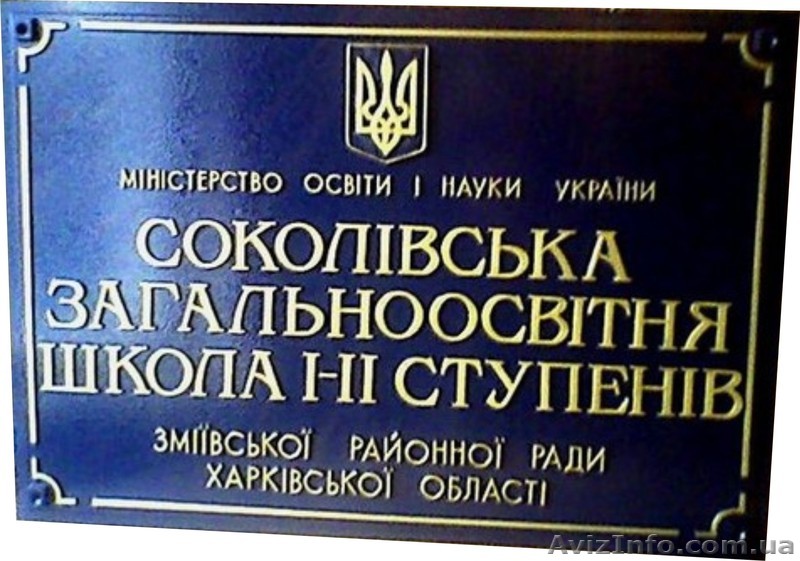 МІНІСТЕРСТВО ОСВІТИ І НАУКИ УКРАЇНИ
СОКОЛІВСЬКА
ЗАГАЛЬНООСВІТНЯ
ШКОЛА І-ІІ СТУПЕНІВ
ЗМІЇВСЬКОЇ РАЙОННОЇ РАДИ
ХАРКІВСЬКОЇ ОБЛАСТІ
AvizInfo.com.ua